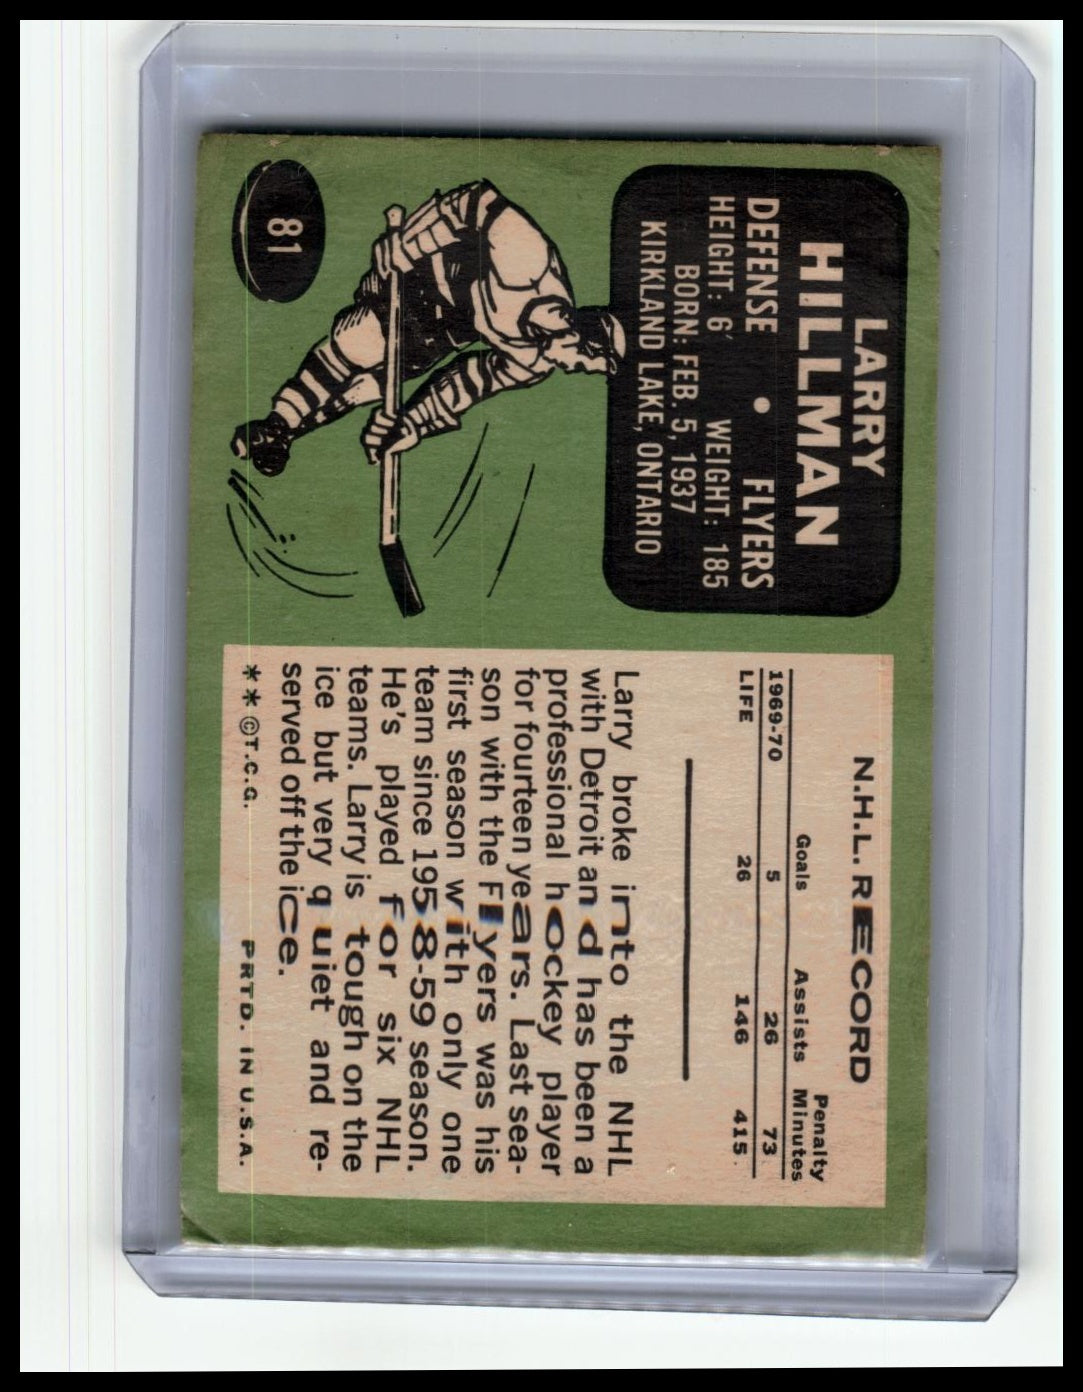 LARRY
HILLMAN
DEFENSE • FLYERS
HEIGHT: 6' WEIGHT: 185
BORN: FEB. 5, 1937
KIRKLAND LAKE, ONTARIO
81
N.H.L. RECORD
Goals Assists Penalty Minutes
1969-70 5 26 73
LIFE 26 146 415
Larry broke into the NHL
with Detroit and has been a
professional hockey player
for fourteen years. Last sea-
son with the Flyers was his
first season with only one
team since 1958-59 season.
He's played for six NHL
teams. Larry is tough on the
ice but very quiet and re-
served off the ice.
**©T.C.G. PRTD. IN U.S.A.